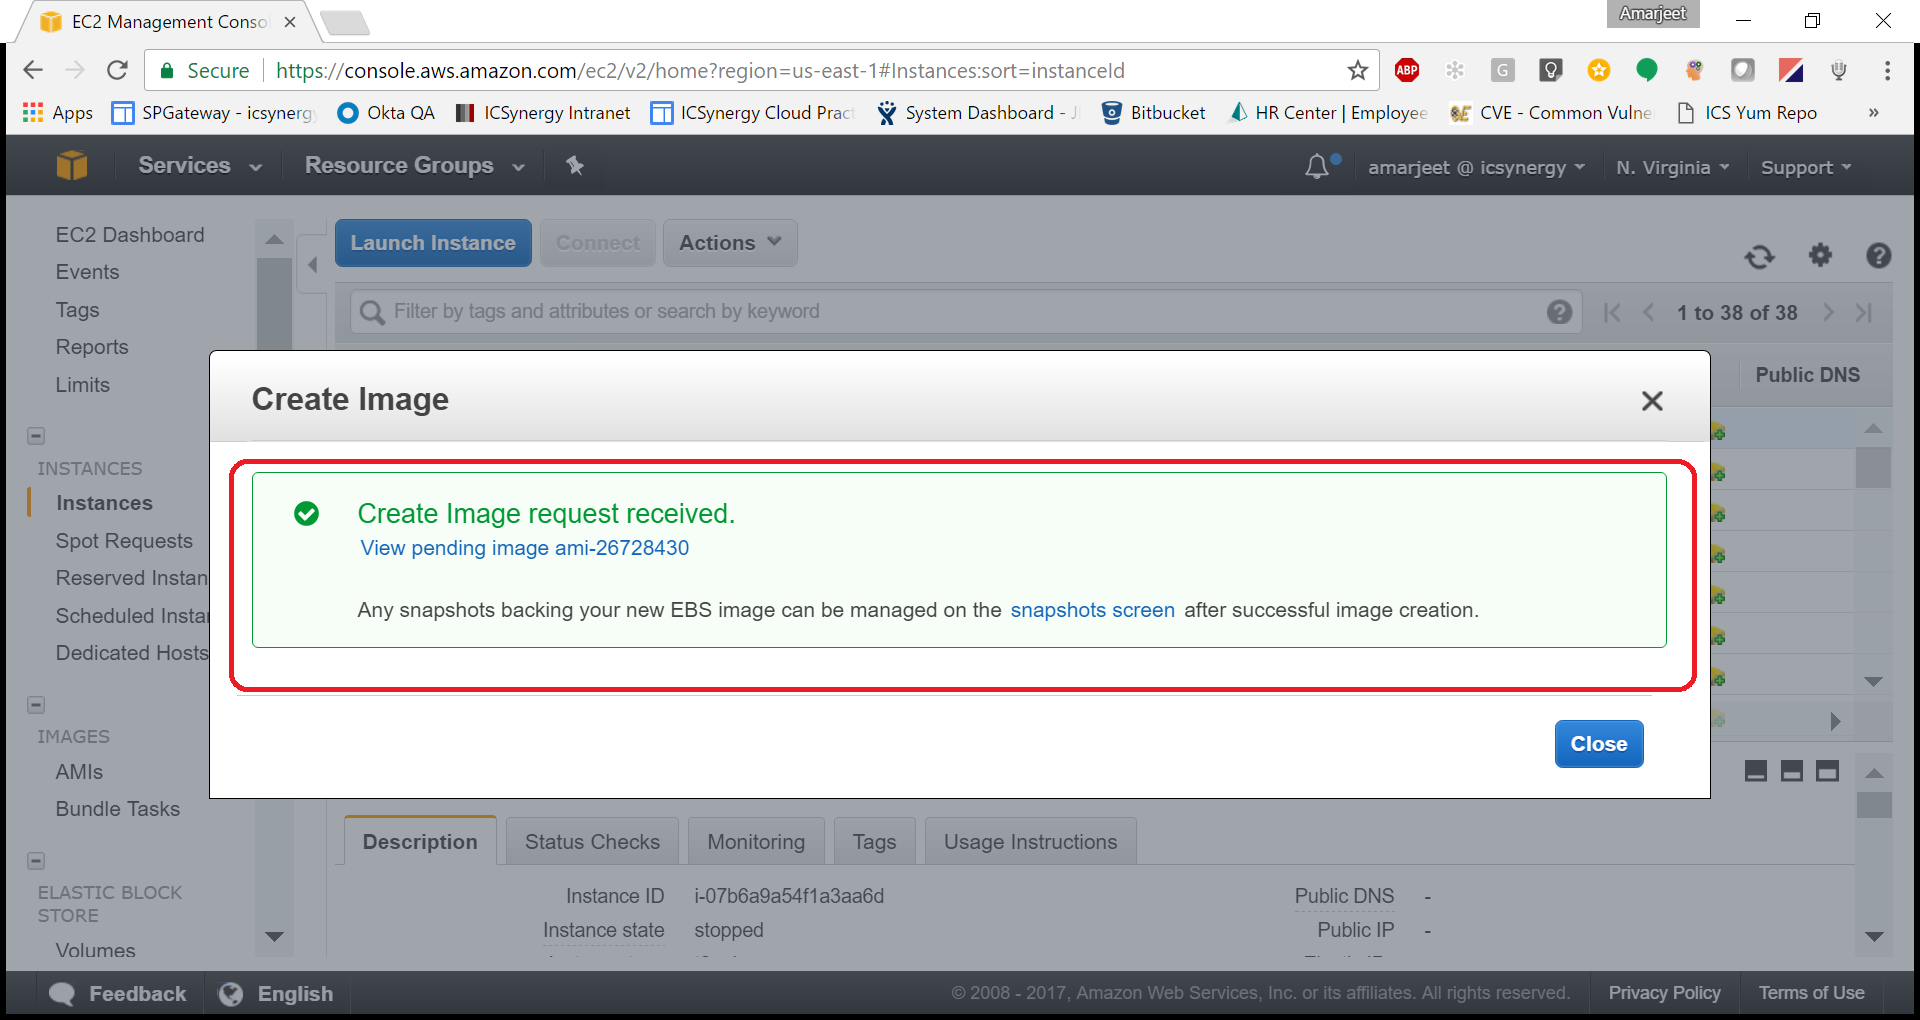 EC2 Management Conso
Amarjeet
Secure
https://console.aws.amazon.com/ec2/v2/home?region=us-east-1#Instances:sort=instanceId
ABP
G
Apps
SPGateway - icsynergy
Okta QA
ICSynergy Intranet
ICSynergy Cloud Pract
System Dashboard - JI
Bitbucket
HR Center | Employee
CVE - Common Vulne
ICS Yum Repo
»
Services
Resource Groups
amarjeet @ icsynergy
N. Virginia
Support
EC2 Dashboard
Events
Tags
Reports
Limits
INSTANCES
Instances
Spot Requests
Reserved Instan
Scheduled Instan
Dedicated Hosts
IMAGES
AMIs
Bundle Tasks
ELASTIC BLOCK
STORE
Volumes
Launch Instance
Connect
Actions
Filter by tags and attributes or search by keyword
1 to 38 of 38
Public DNS
Create Image
Create Image request received.
View pending image ami-26728430
Any snapshots backing your new EBS image can be managed on the snapshots screen after successful image creation.
Close
Description
Status Checks
Monitoring
Tags
Usage Instructions
Instance ID i-07b6a9a54f1a3aa6d
Public DNS -
Instance state stopped
Public IP -
Feedback
English
© 2008 - 2017, Amazon Web Services, Inc. or its affiliates. All rights reserved.
Privacy Policy
Terms of Use